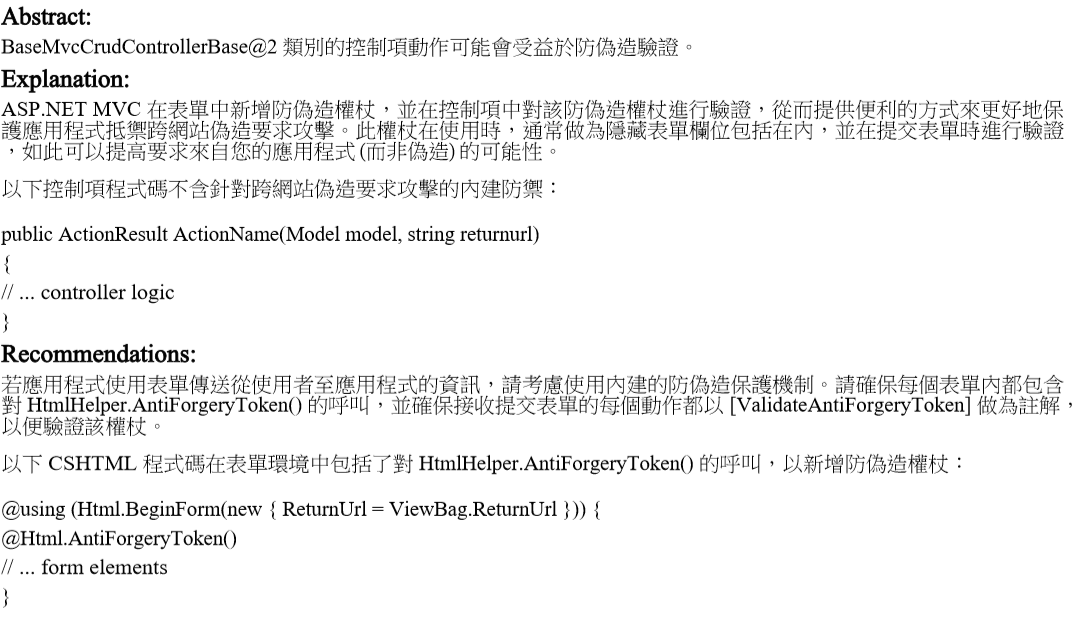 Abstract:
BaseMvcCrudControllerBase@2 類別的控制項動作可能會受益於防偽造驗證。
Explanation:
ASP.NET MVC 在表單中新增防偽造權杖，並在控制項中對該防偽造權杖進行驗證，從而提供便利的方式來更好地保
護應用程式抵禦跨網站偽造要求攻擊。此權杖在使用時，通常做為隱藏表單欄位包括在內，並在提交表單時進行驗證
，如此可以提高要求來自您的應用程式 (而非偽造) 的可能性。
以下控制項程式碼不含針對跨網站偽造要求攻擊的內建防禦：
public ActionResult ActionName(Model model, string returnurl)
{
// ... controller logic
}
Recommendations:
若應用程式使用表單傳送從使用者至應用程式的資訊，請考慮使用內建的防偽造保護機制。請確保每個表單內都包含
對 HtmlHelper.AntiForgeryToken() 的呼叫，並確保接收提交表單的每個動作都以 [ValidateAntiForgeryToken] 做為註解，
以便驗證該權杖。
以下 CSHTML 程式碼在表單環境中包括了對 HtmlHelper.AntiForgeryToken() 的呼叫，以新增防偽造權杖：
@using (Html.BeginForm(new { ReturnUrl = ViewBag.ReturnUrl })) {
@Html.AntiForgeryToken()
// ... form elements
}